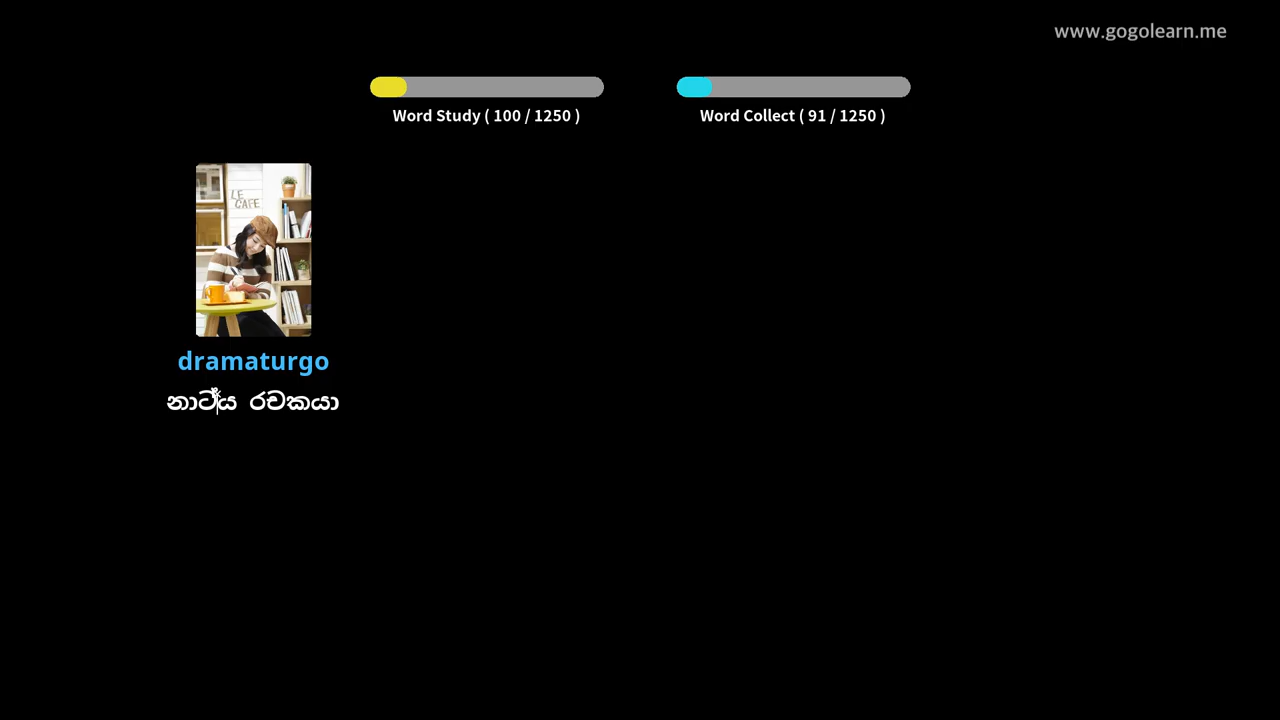 www.gogolearn.me
Word Study ( 100 / 1250 )
Word Collect ( 91 / 1250 )
LE CAFE
dramaturgo
නාට්‍ය රචකයා